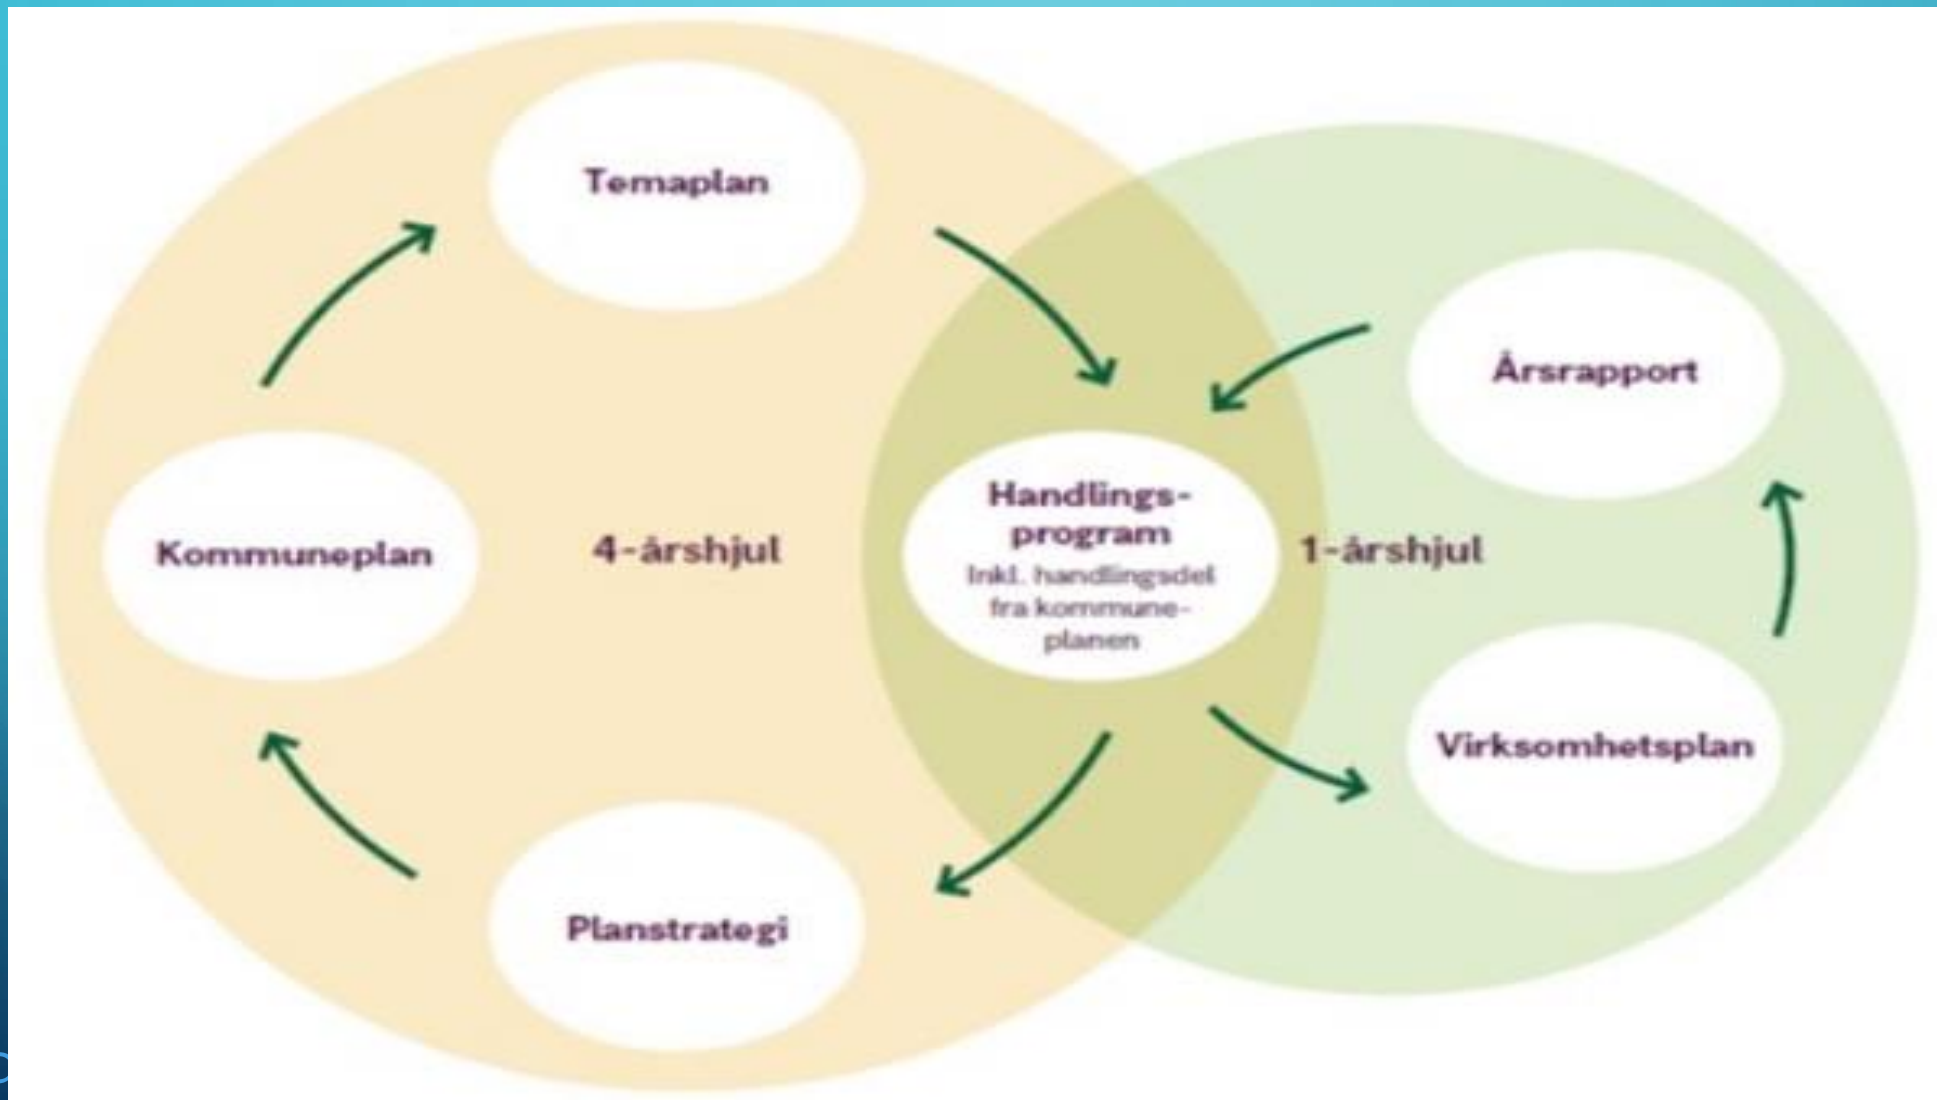 Temaplan
Årsrapport
Handlings-
program
Inkl. handlingsdel
fra kommune-
planen
Kommuneplan
4-årshjul
1-årshjul
Virksomhetsplan
Planstrategi